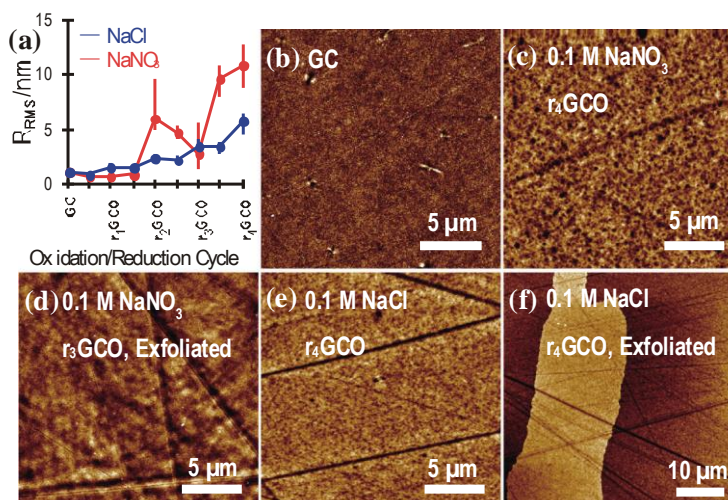 (a)
NaCl
NaNO₃
R_RMS/nm
15
10
5
0
GC
r₁GCO
r₂GCO
r₃GCO
r₄GCO
Oxidation/Reduction Cycle
(b) GC
5 µm
(c) 0.1 M NaNO₃
r₄GCO
5 µm
(d) 0.1 M NaNO₃
r₃GCO, Exfoliated
5 µm
(e) 0.1 M NaCl
r₄GCO
5 µm
(f) 0.1 M NaCl
r₄GCO, Exfoliated
10 µm